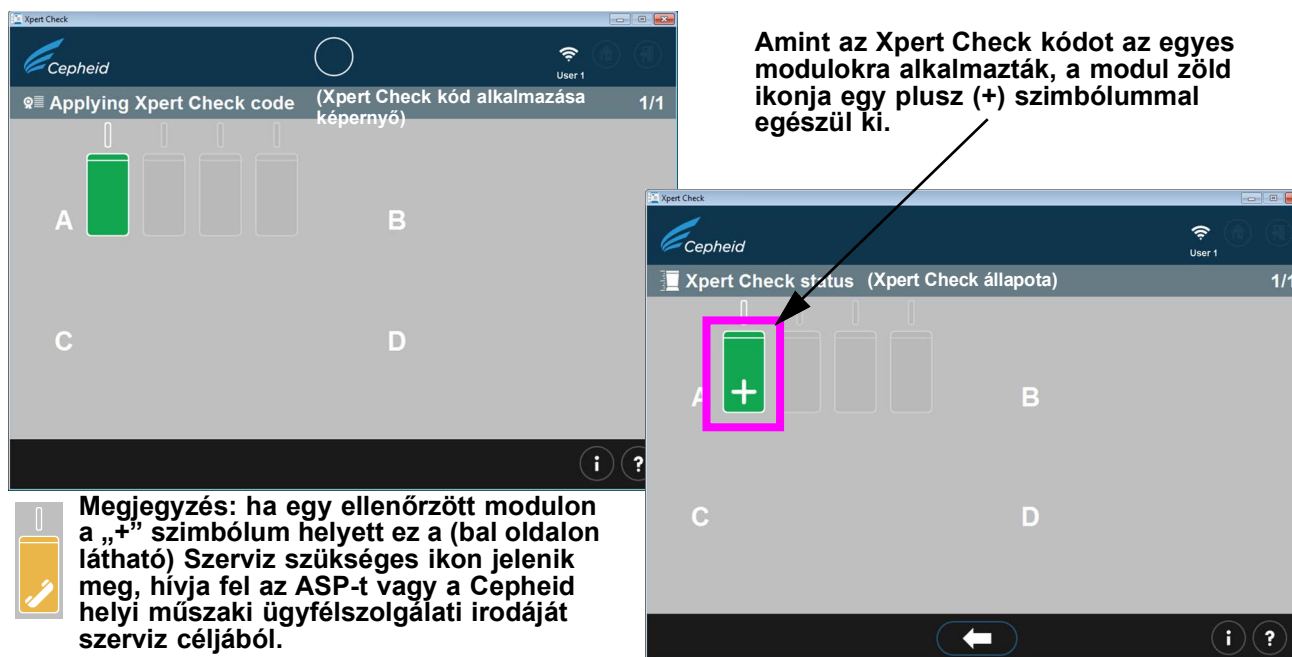 Xpert Check
Cepheid
User 1
Applying Xpert Check code (Xpert Check kód alkalmazása
képernyő)
1/1
A
B
C
D
i
?
Amint az Xpert Check kódot az egyes
modulokra alkalmazták, a modul zöld
ikonja egy plusz (+) szimbólummal
egészül ki.
Xpert Check
Cepheid
User 1
Xpert Check status (Xpert Check állapota)
1/1
A
+
B
C
D
i
?
Megjegyzés: ha egy ellenőrzött modulon
a „+” szimbólum helyett ez a (bal oldalon
látható) Szerviz szükséges ikon jelenik
meg, hívja fel az ASP-t vagy a Cepheid
helyi műszaki ügyfélszolgálati irodáját
szerviz céljából.